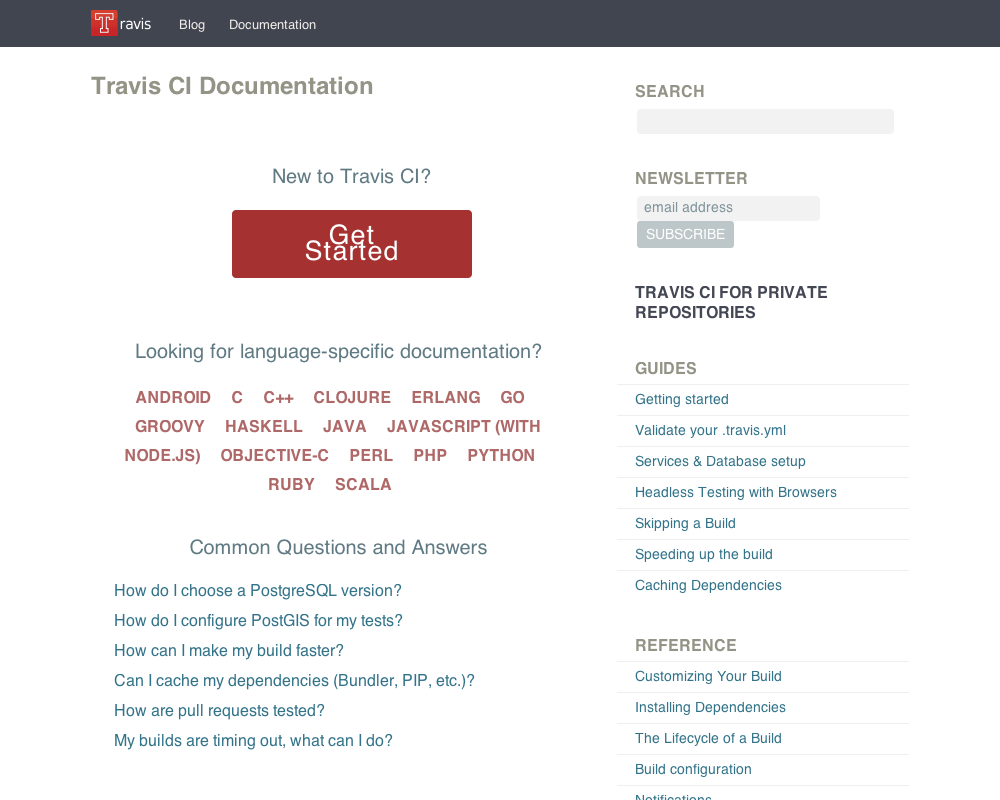 Travis Blog Documentation
Travis CI Documentation
New to Travis CI?
Get
Started
Looking for language-specific documentation?
ANDROID C C++ CLOJURE ERLANG GO
GROOVY HASKELL JAVA JAVASCRIPT (WITH
NODE.JS) OBJECTIVE-C PERL PHP PYTHON
RUBY SCALA
Common Questions and Answers
How do I choose a PostgreSQL version?
How do I configure PostGIS for my tests?
How can I make my build faster?
Can I cache my dependencies (Bundler, PIP, etc.)?
How are pull requests tested?
My builds are timing out, what can I do?
SEARCH
NEWSLETTER
email address
SUBSCRIBE
TRAVIS CI FOR PRIVATE
REPOSITORIES
GUIDES
Getting started
Validate your .travis.yml
Services & Database setup
Headless Testing with Browsers
Skipping a Build
Speeding up the build
Caching Dependencies
REFERENCE
Customizing Your Build
Installing Dependencies
The Lifecycle of a Build
Build configuration
Notifications